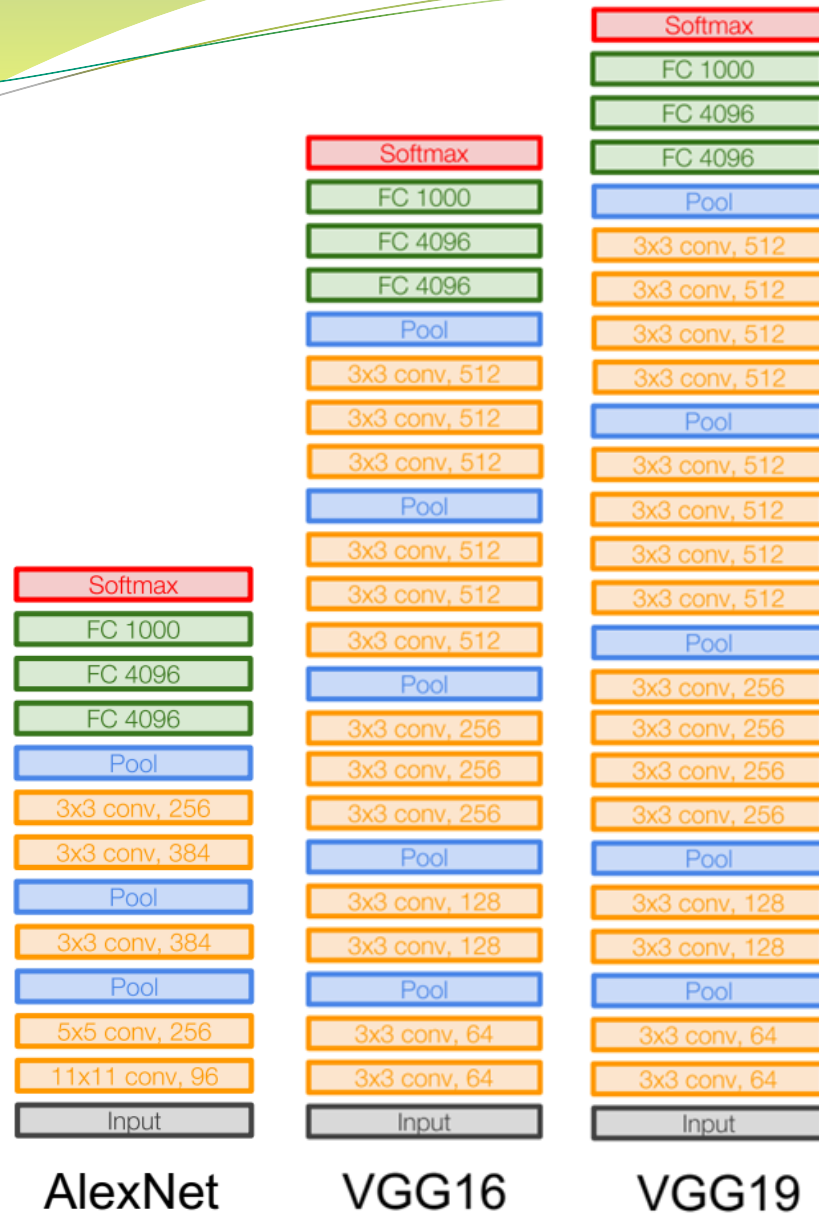 Softmax
FC 1000
FC 4096
FC 4096
Pool
3x3 conv, 256
3x3 conv, 384
Pool
3x3 conv, 384
Pool
5x5 conv, 256
11x11 conv, 96
Input
AlexNet
Softmax
FC 1000
FC 4096
FC 4096
Pool
3x3 conv, 512
3x3 conv, 512
3x3 conv, 512
Pool
3x3 conv, 512
3x3 conv, 512
3x3 conv, 512
Pool
3x3 conv, 256
3x3 conv, 256
3x3 conv, 256
Pool
3x3 conv, 128
3x3 conv, 128
Pool
3x3 conv, 64
3x3 conv, 64
Input
VGG16
Softmax
FC 1000
FC 4096
FC 4096
Pool
3x3 conv, 512
3x3 conv, 512
3x3 conv, 512
3x3 conv, 512
Pool
3x3 conv, 512
3x3 conv, 512
3x3 conv, 512
3x3 conv, 512
Pool
3x3 conv, 256
3x3 conv, 256
3x3 conv, 256
3x3 conv, 256
Pool
3x3 conv, 128
3x3 conv, 128
Pool
3x3 conv, 64
3x3 conv, 64
Input
VGG19